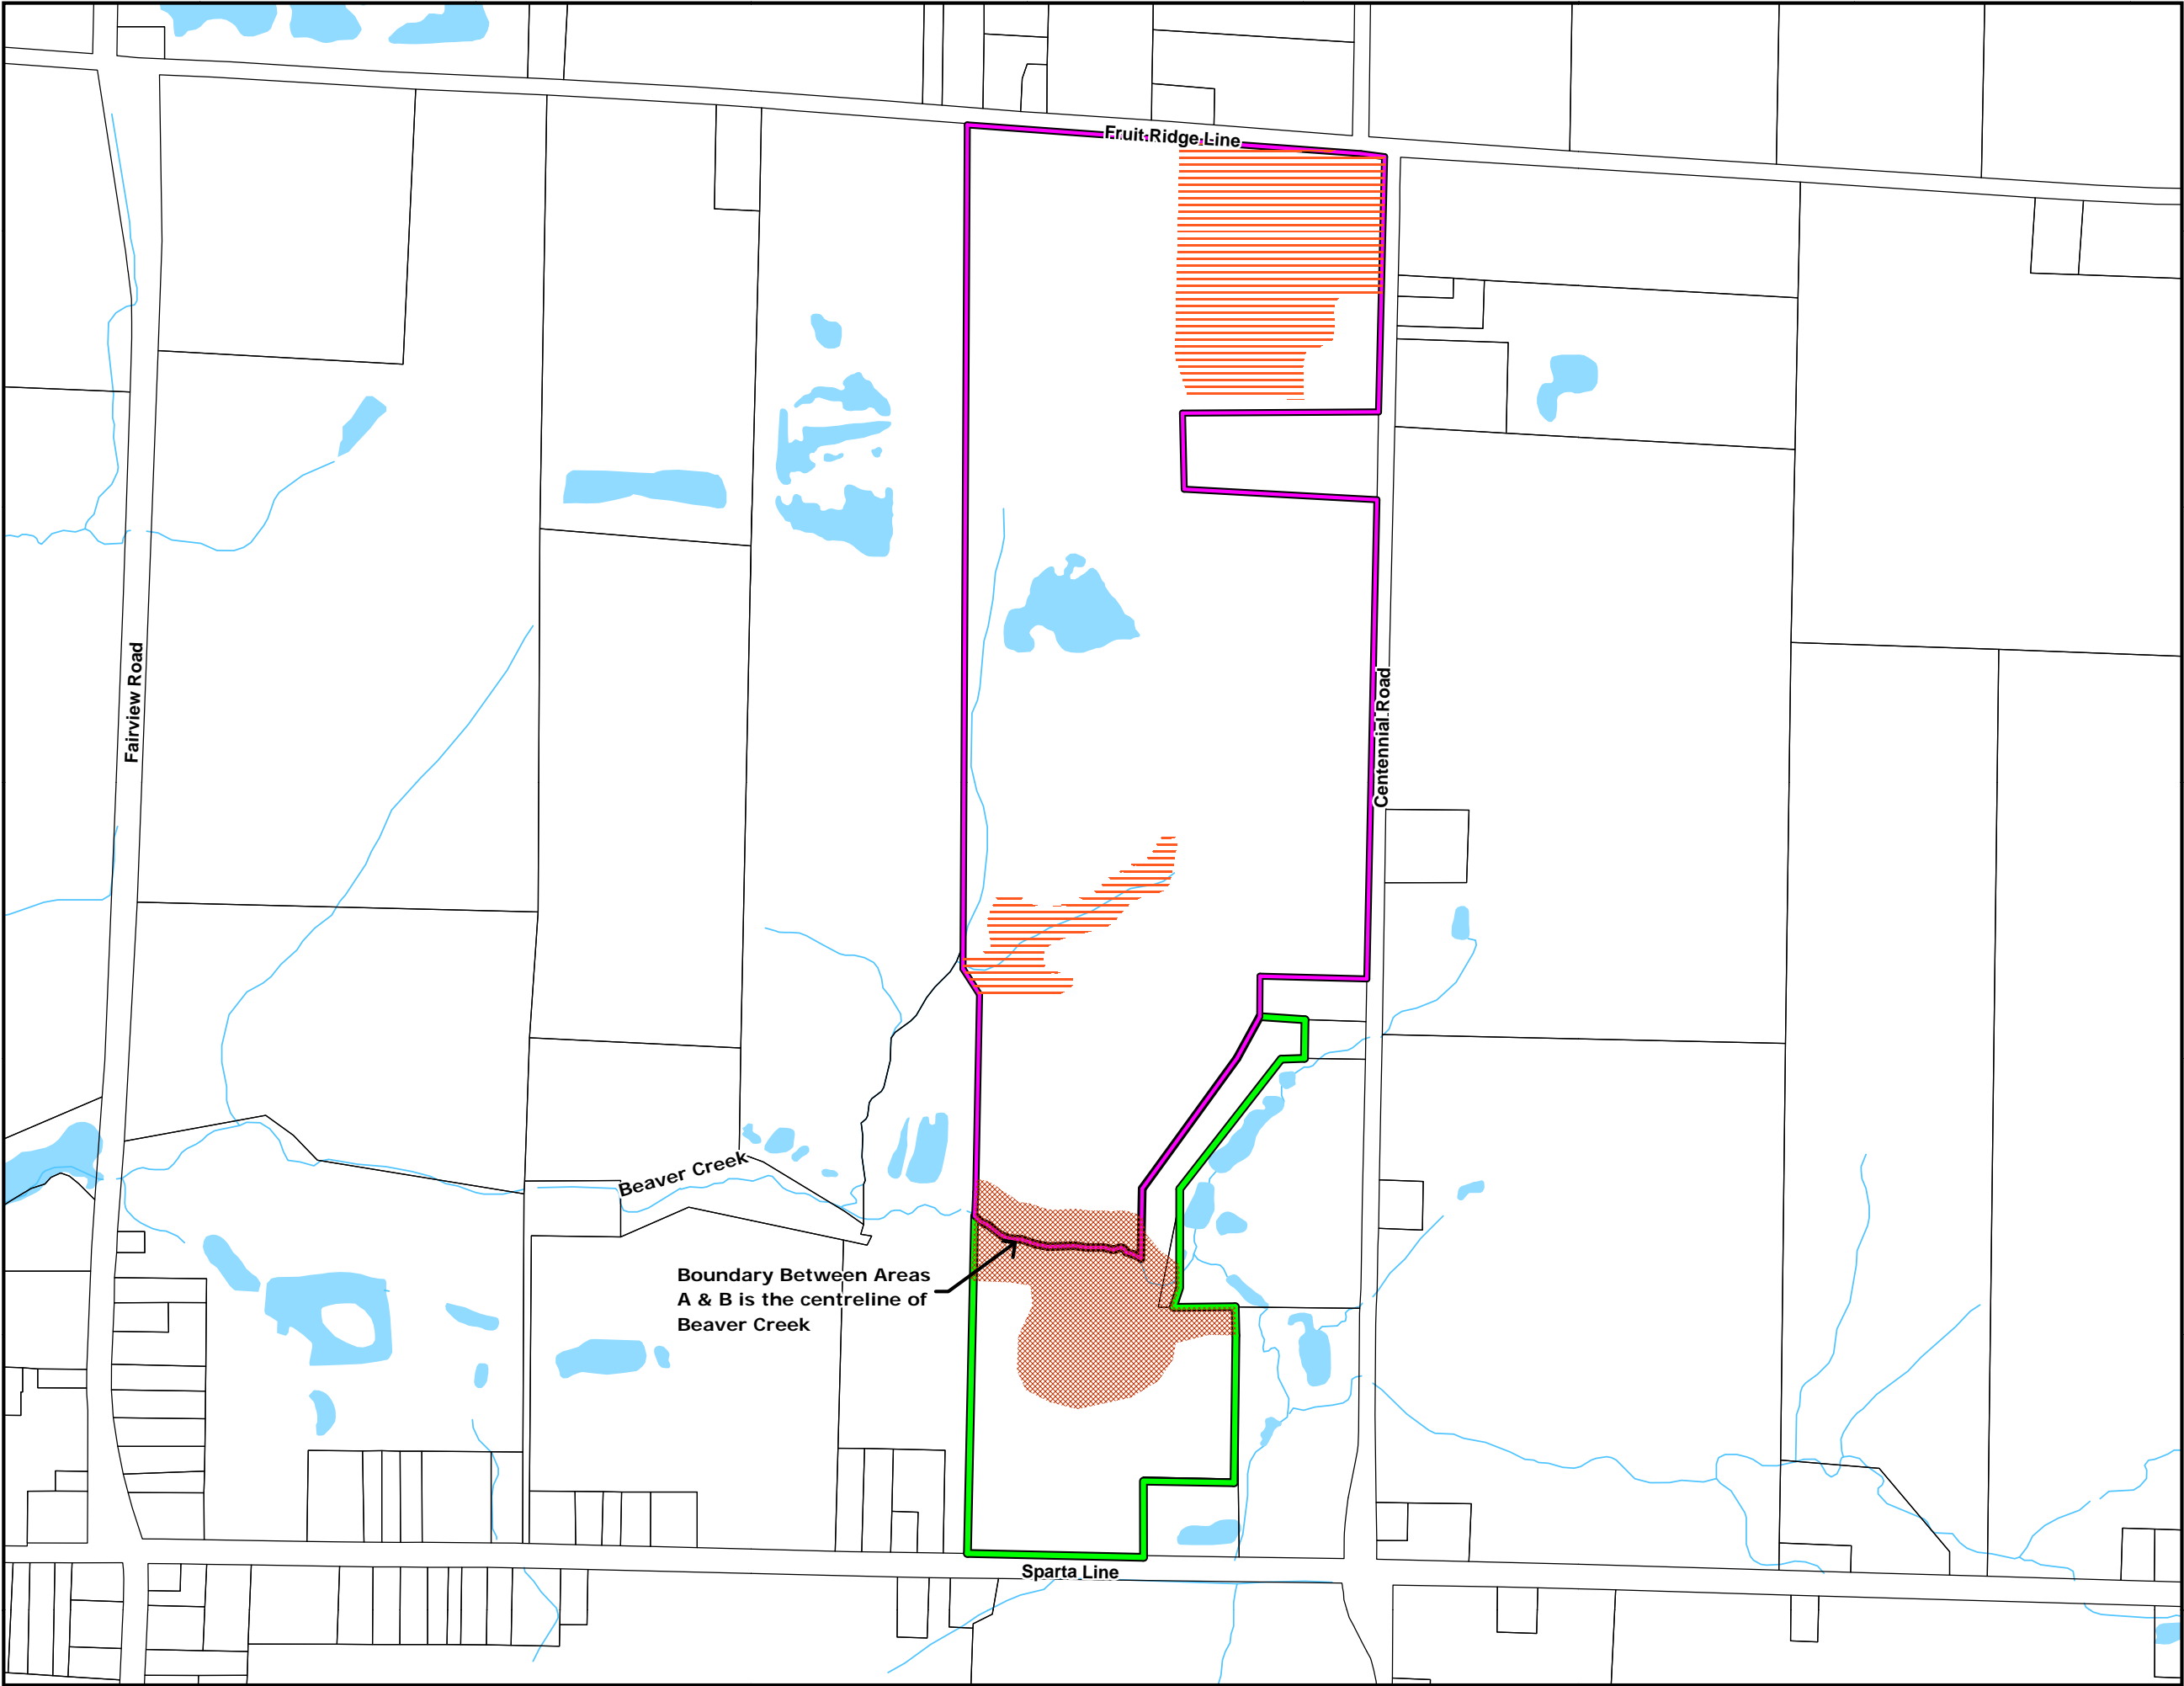 Fruit Ridge Line
Fairview Road
Centennial Road
Beaver Creek
Boundary Between Areas
A & B is the centreline of
Beaver Creek
Sparta Line